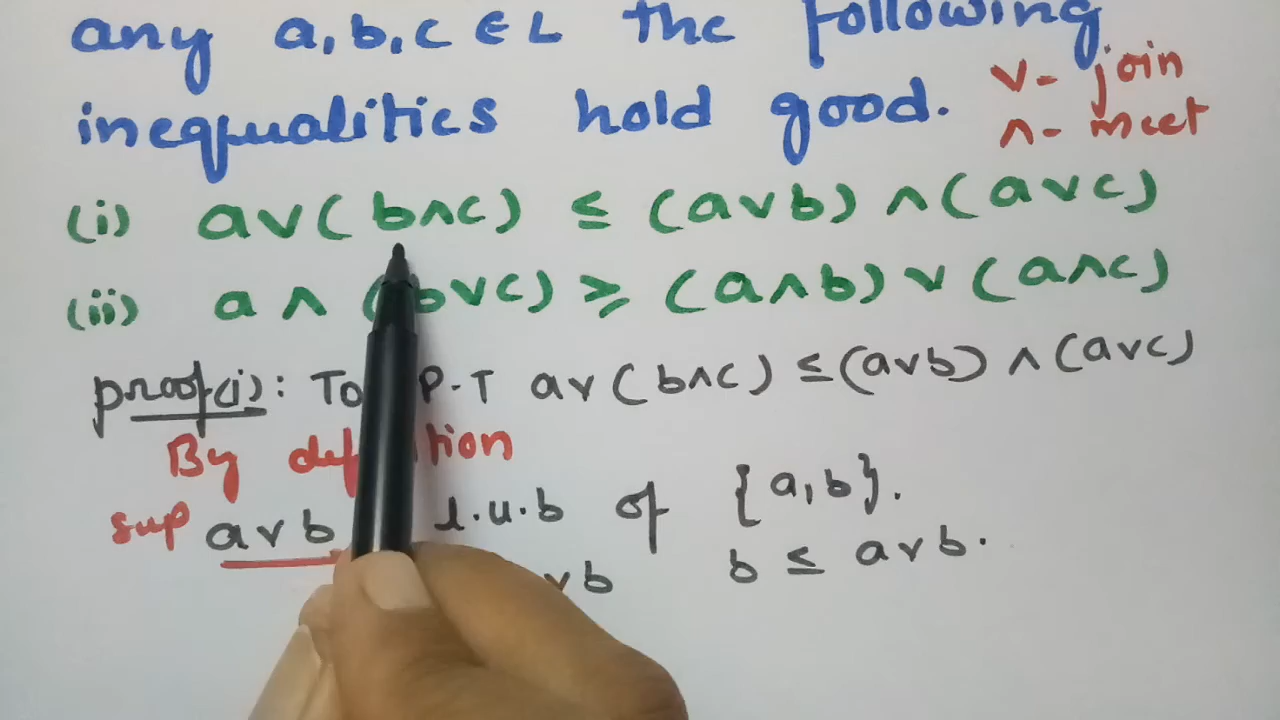 any a,b,c ∈ L the following
inequalities hold good.
v- join
∧- meet
(i) a∨(b∧c) ≤ (a∨b) ∧ (a∨c)
(ii) a ∧ (b∨c) ≥ (a∧b) ∨ (a∧c)
proof(i): To P-T a∨(b∧c) ≤ (a∨b) ∧ (a∨c)
By
sup a∨b l.u.b of {a,b}.
∨b b ≤ a∨b.